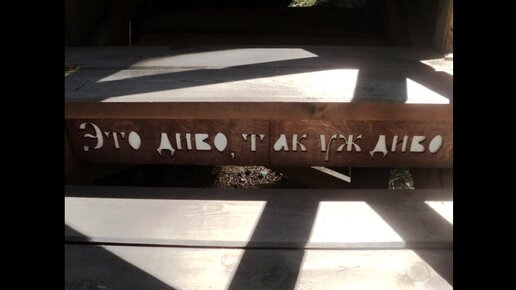 Это диво, так уж диво